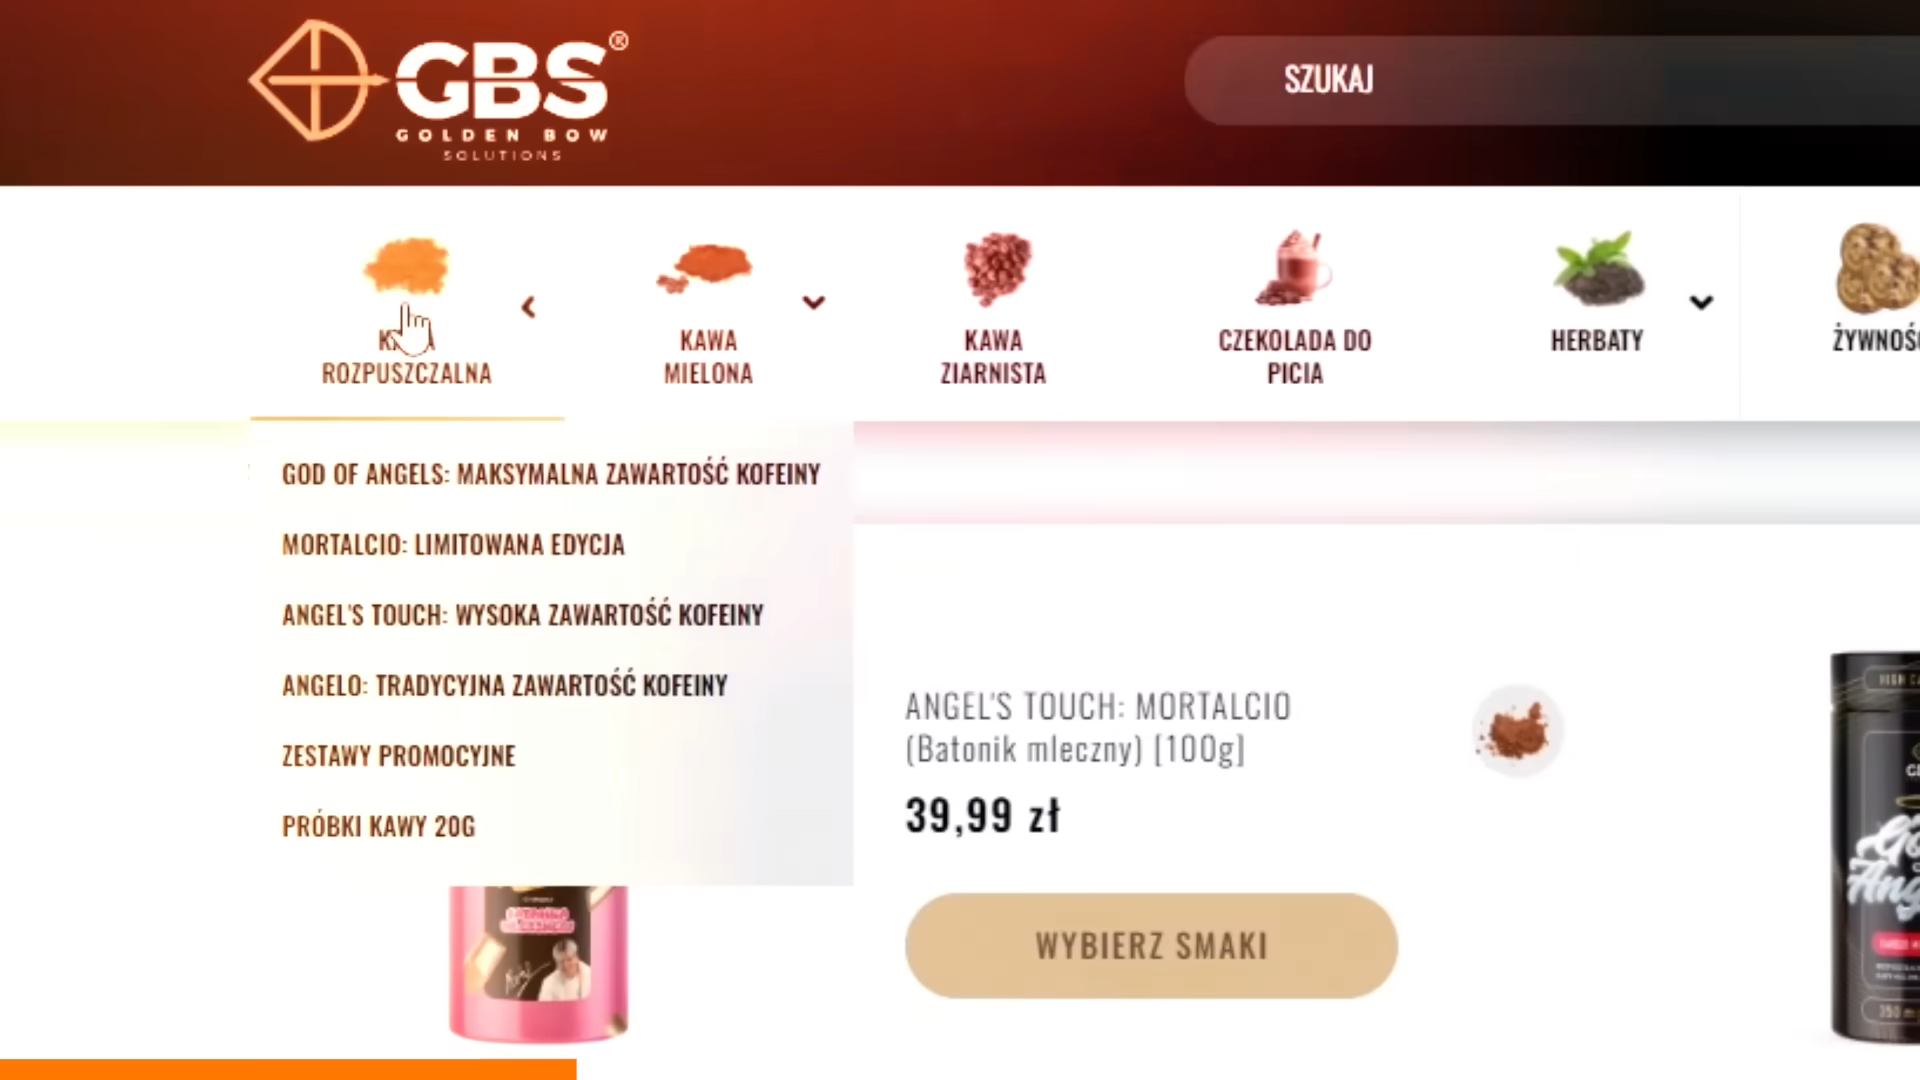 GBS®
GOLDEN BOW
SOLUTIONS
SZUKAJ
ROZPUSZCZALNA
KAWA
MIELONA
KAWA
ZIARNISTA
CZEKOLADA DO
PICIA
HERBATY
ŻYWNOŚ
GOD OF ANGELS: MAKSYMALNA ZAWARTOŚĆ KOFEINY
MORTALCIO: LIMITOWANA EDYCJA
ANGEL'S TOUCH: WYSOKA ZAWARTOŚĆ KOFEINY
ANGELO: TRADYCYJNA ZAWARTOŚĆ KOFEINY
ZESTAWY PROMOCYJNE
PRÓBKI KAWY 20G
ANGEL'S TOUCH: MORTALCIO
(Batonik mleczny) [100g]
39,99 zł
WYBIERZ SMAKI